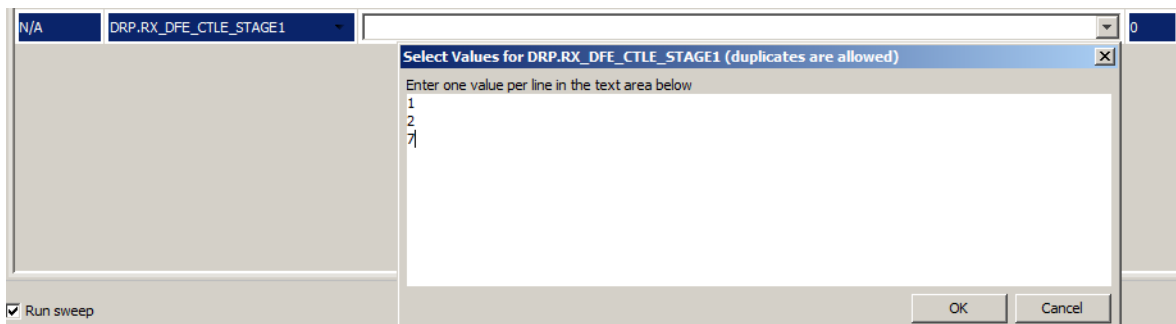 N/A DRP.RX_DFE_CTLE_STAGE1 0
Select Values for DRP.RX_DFE_CTLE_STAGE1 (duplicates are allowed)
Enter one value per line in the text area below
1
2
7
OK Cancel
Run sweep